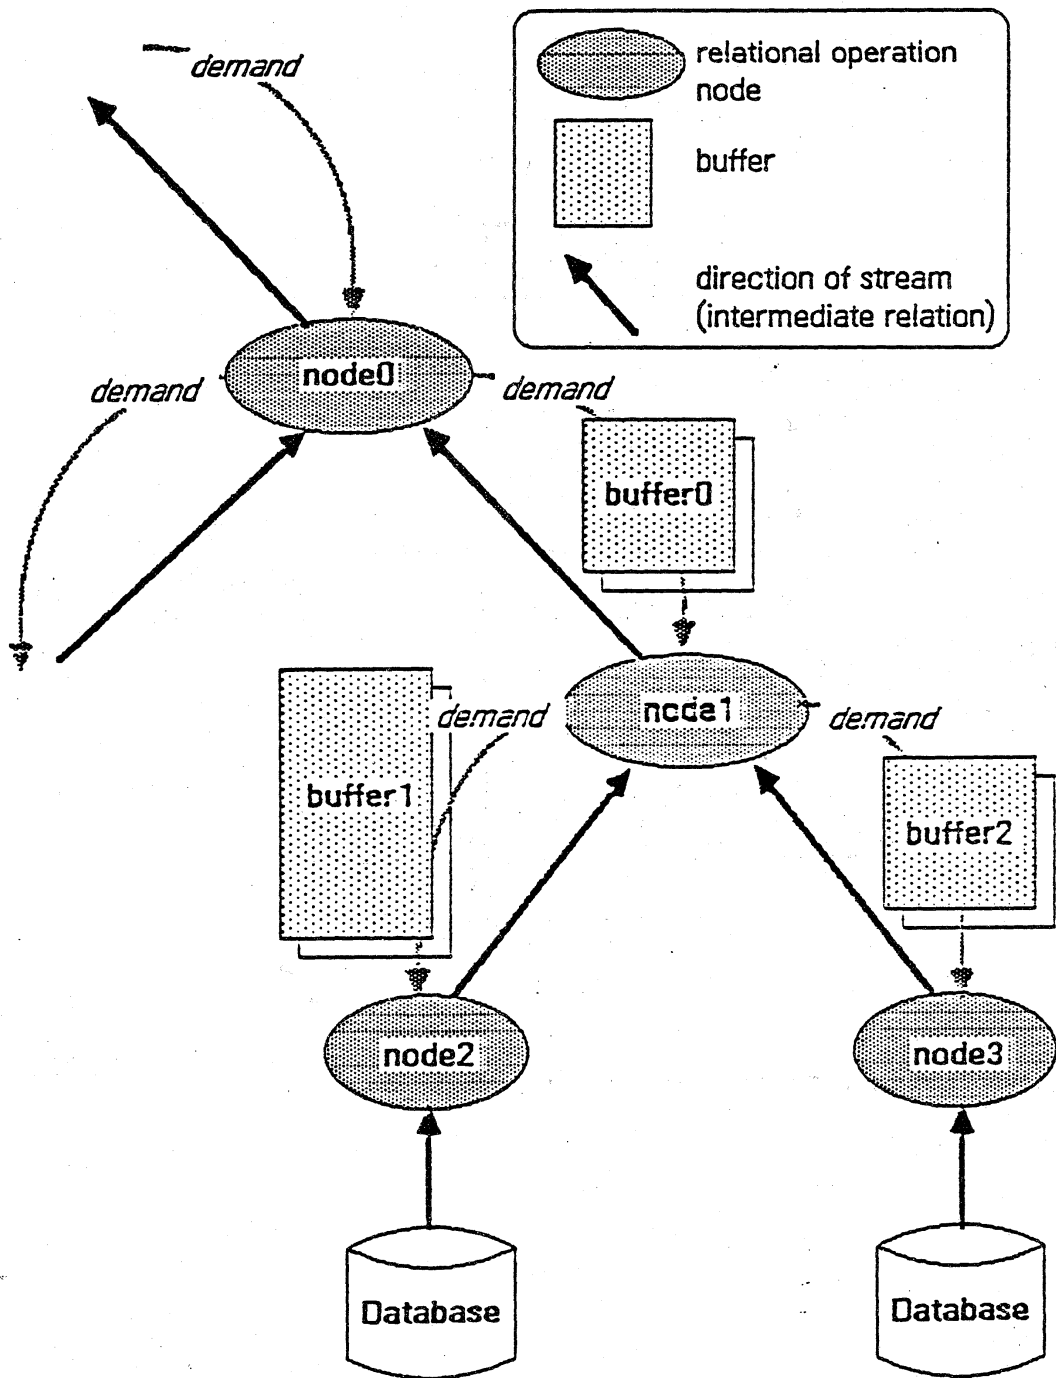 demand
relational operation
node
buffer
direction of stream
(intermediate relation)
node0
demand
demand
buffer0
node1
demand
demand
buffer1
buffer2
node2
node3
Database
Database